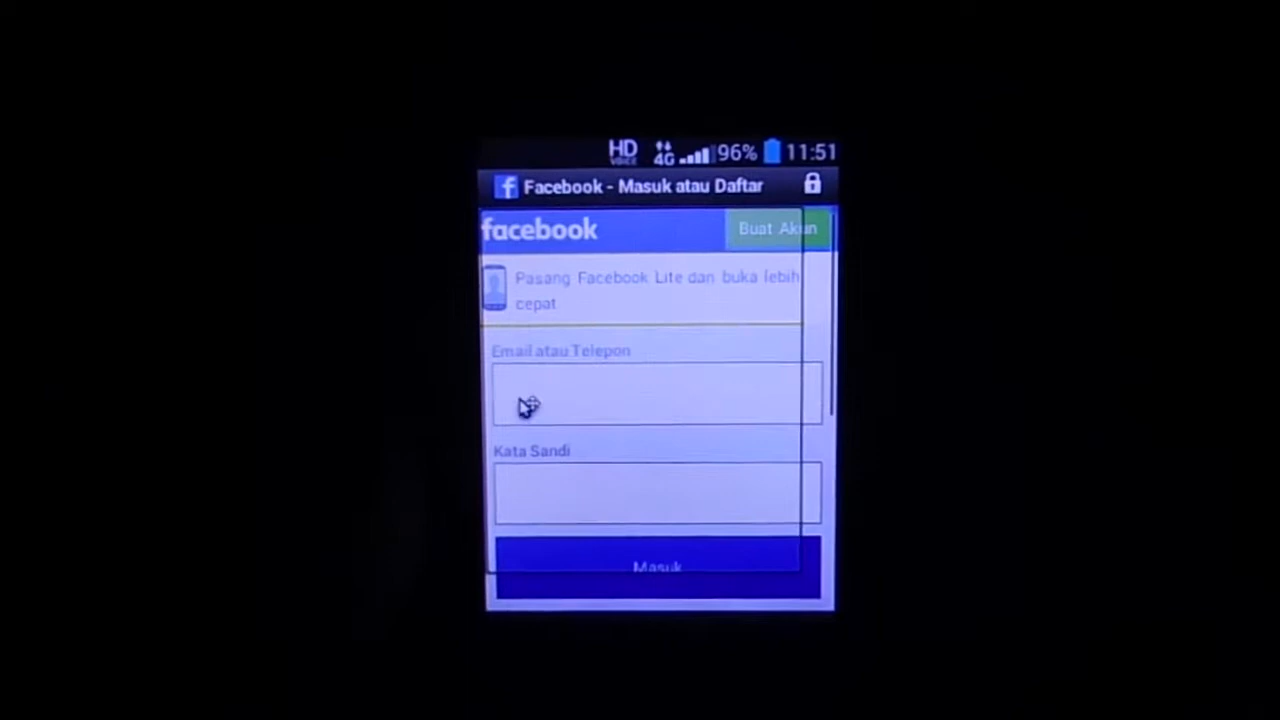 HD VOICE 4G 96% 11:51
Facebook - Masuk atau Daftar
facebook Buat Akun
Pasang Facebook Lite dan buka lebih
cepat
Email atau Telepon
Kata Sandi
Masuk